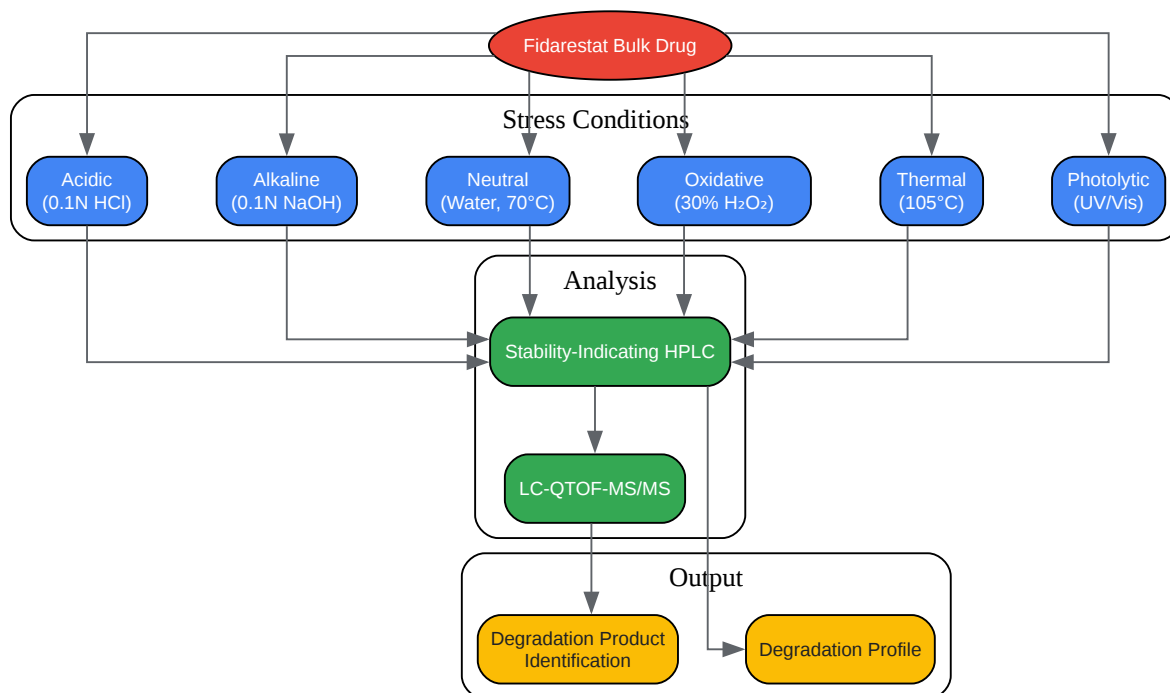 Fidarestat Bulk Drug
Stress Conditions
Acidic
(0.1N HCl)
Alkaline
(0.1N NaOH)
Neutral
(Water, 70°C)
Oxidative
(30% H₂O₂)
Thermal
(105°C)
Photolytic
(UV/Vis)
Analysis
Stability-Indicating HPLC
LC-QTOF-MS/MS
Output
Degradation Product
Identification
Degradation Profile